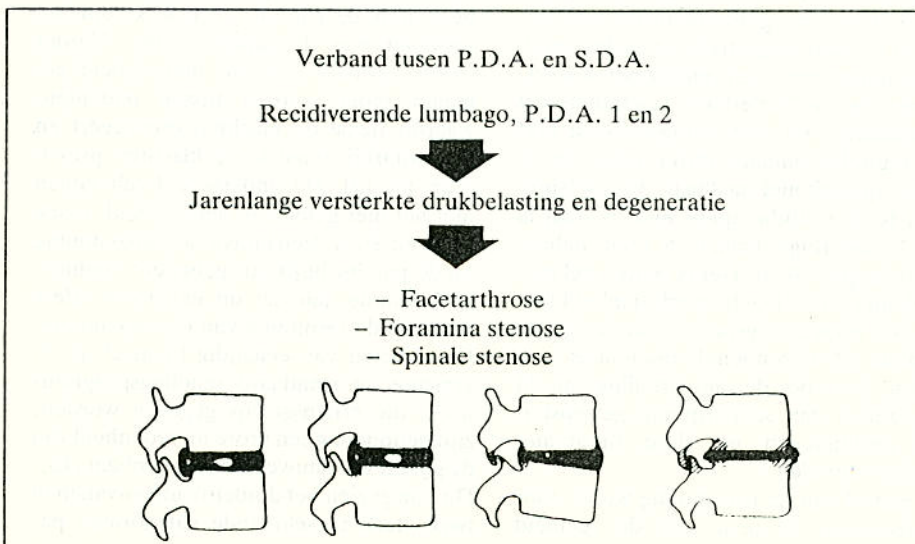 Verband tusen P.D.A. en S.D.A.
Recidiverende lumbago, P.D.A. 1 en 2
Jarenlange versterkte drukbelasting en degeneratie
– Facetarthrose
– Foramina stenose
– Spinale stenose